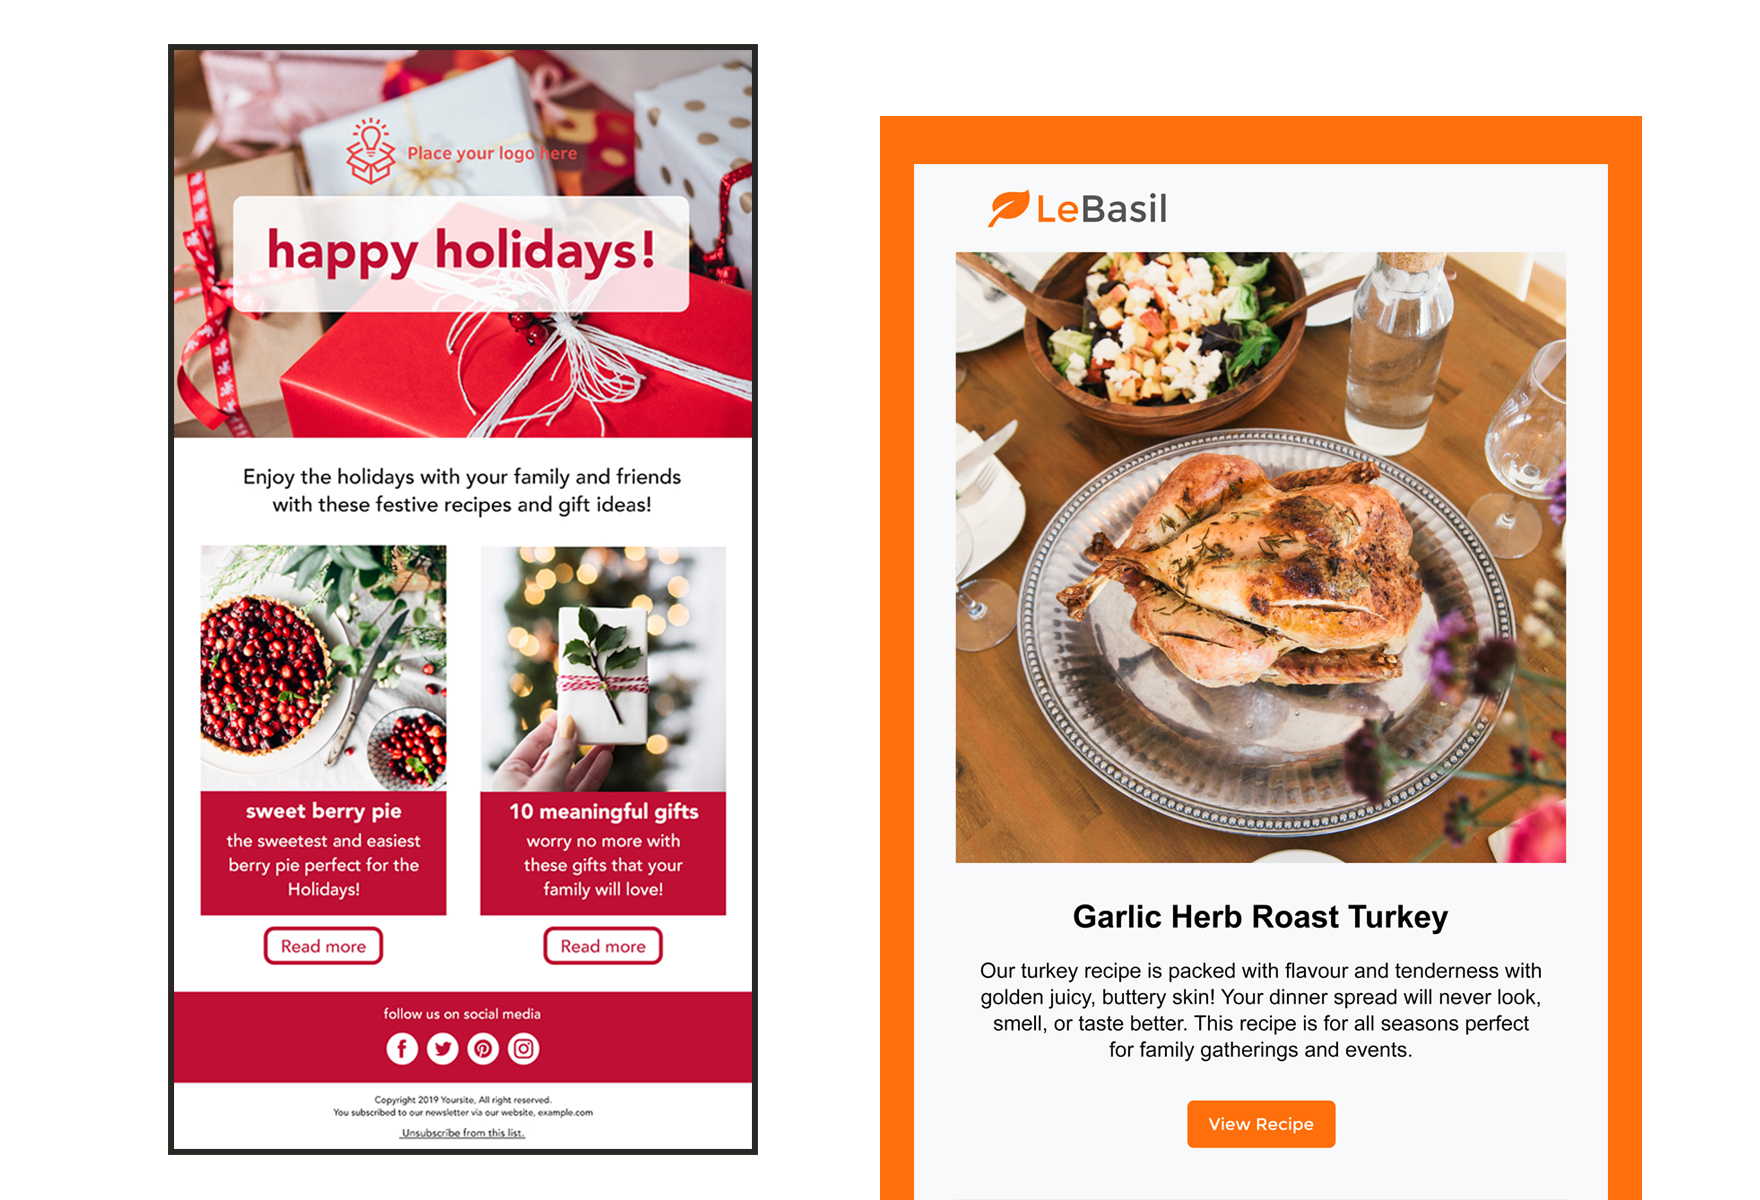 Place your logo here
happy holidays!
Enjoy the holidays with your family and friends
with these festive recipes and gift ideas!
sweet berry pie
the sweetest and easiest
berry pie perfect for the
Holidays!
Read more
10 meaningful gifts
worry no more with
these gifts that your
family will love!
Read more
follow us on social media
Copyright 2019 Yoursite, All right reserved.
You subscribed to our newsletter via our website, example.com
Unsubscribe from this list.
LeBasil
Garlic Herb Roast Turkey
Our turkey recipe is packed with flavour and tenderness with
golden juicy, buttery skin! Your dinner spread will never look,
smell, or taste better. This recipe is for all seasons perfect
for family gatherings and events.
View Recipe